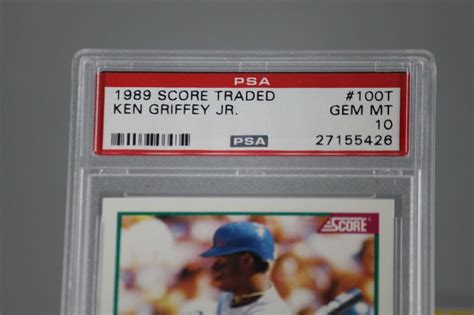 PSA
1989 SCORE TRADED #100T
KEN GRIFFEY JR. GEM MT
10
PSA 27155426
SCORE